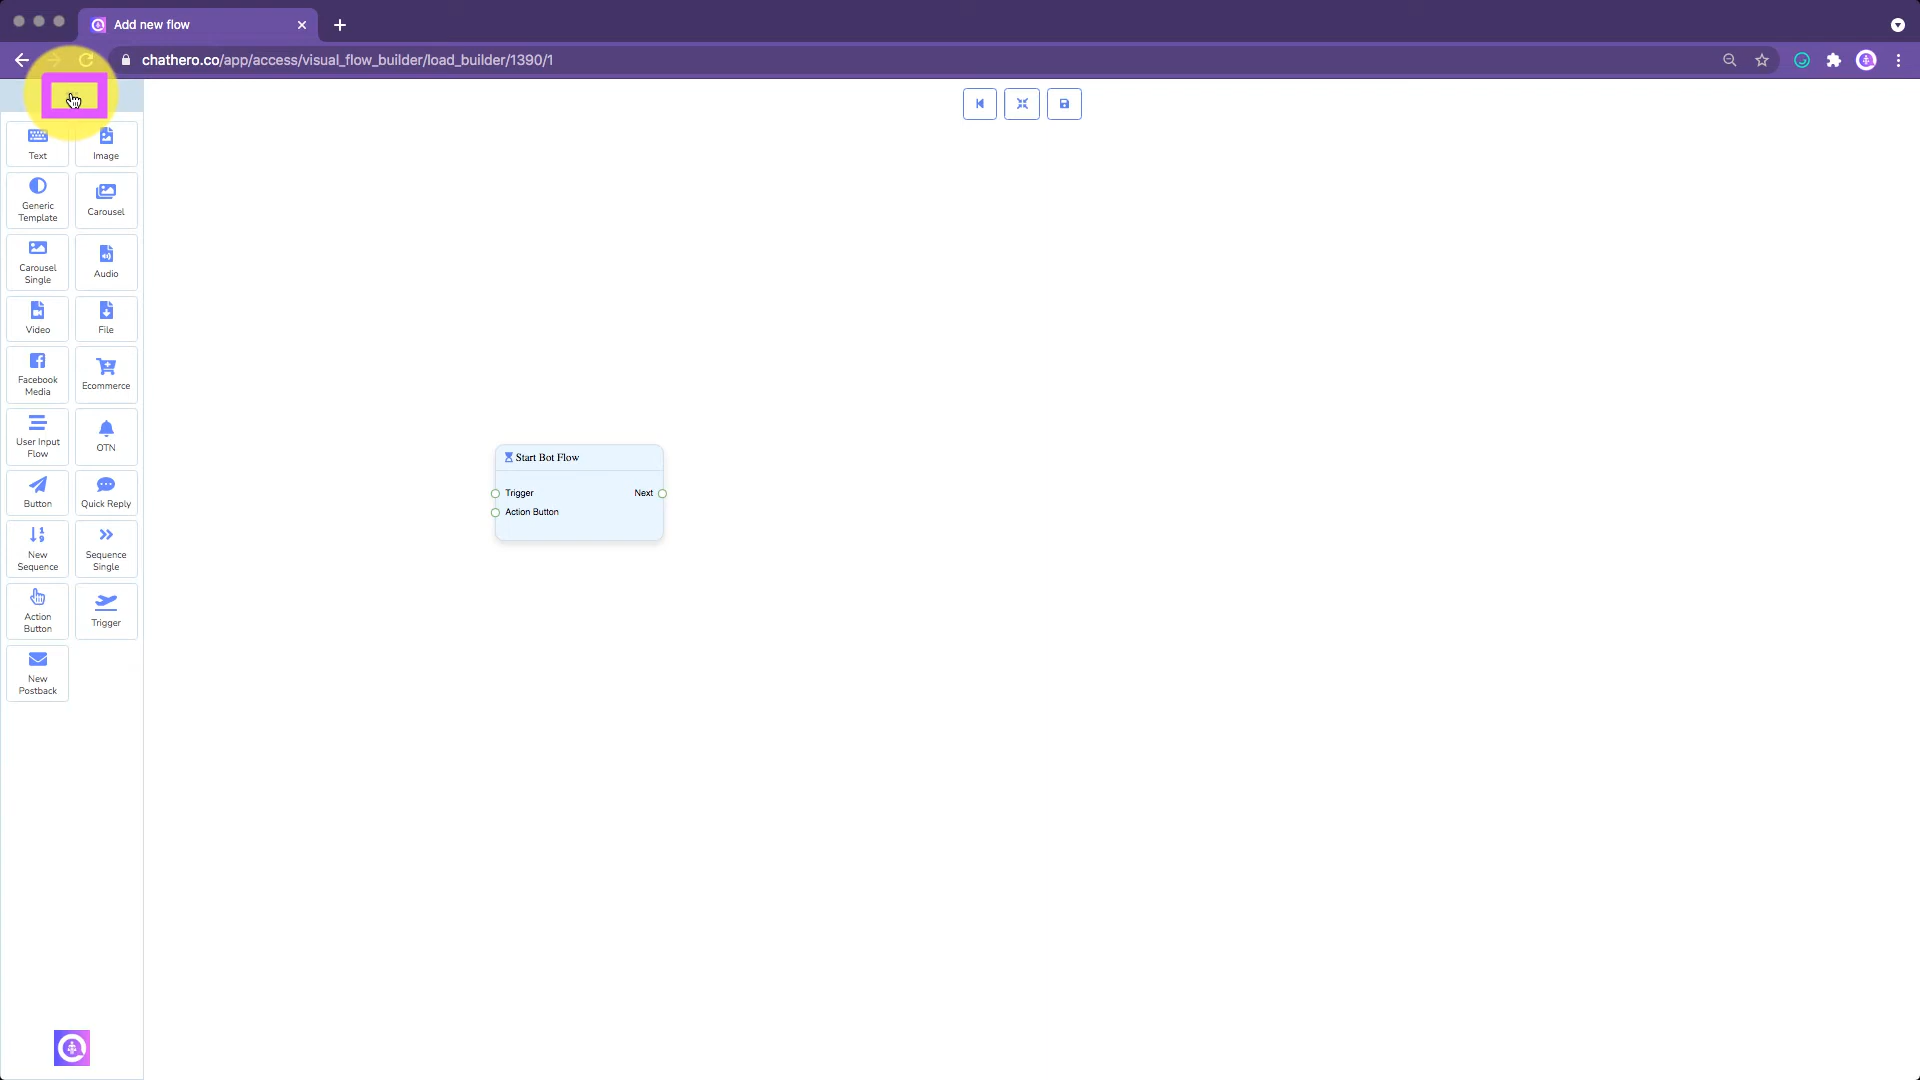 Add new flow
chathero.co/app/access/visual_flow_builder/load_builder/1390/1
Text
Image
Generic
Template
Carousel
Carousel
Single
Audio
Video
File
Facebook
Media
Ecommerce
User Input
Flow
OTN
Button
Quick Reply
New
Sequence
Sequence
Single
Action
Button
Trigger
New
Postback
Start Bot Flow
Trigger
Next
Action Button